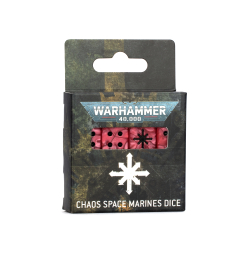 WARHAMMER
40,000
CHAOS SPACE MARINES DICE